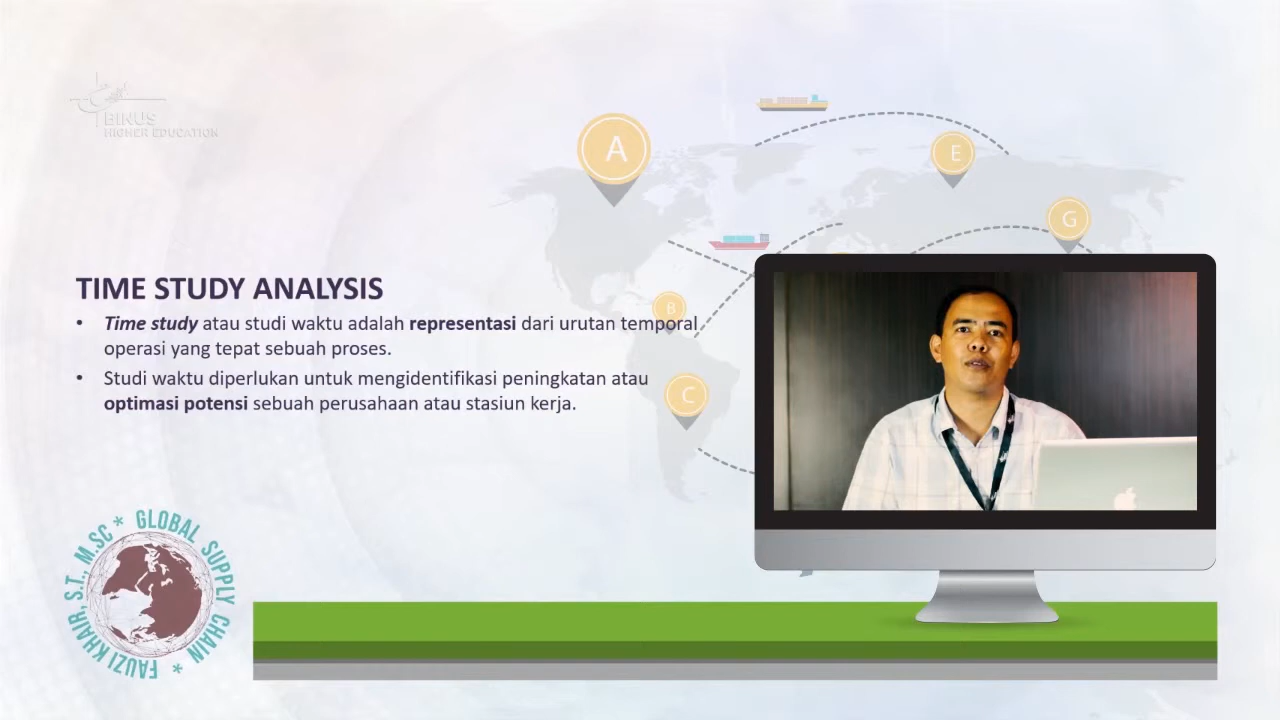 BINUS
HIGHER EDUCATION
A
E
G
B
C
TIME STUDY ANALYSIS
• Time study atau studi waktu adalah representasi dari urutan temporal
operasi yang tepat sebuah proses.
• Studi waktu diperlukan untuk mengidentifikasi peningkatan atau
optimasi potensi sebuah perusahaan atau stasiun kerja.
* GLOBAL SUPPLY CHAIN
* FAUZI KHAIR, S.T., M.SC